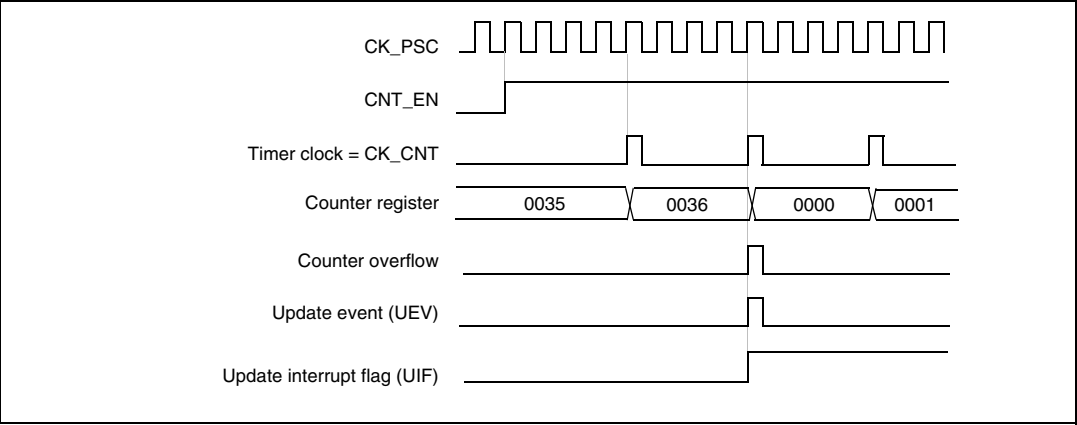 CK_PSC
CNT_EN
Timer clock = CK_CNT
Counter register 0035 0036 0000 0001
Counter overflow
Update event (UEV)
Update interrupt flag (UIF)